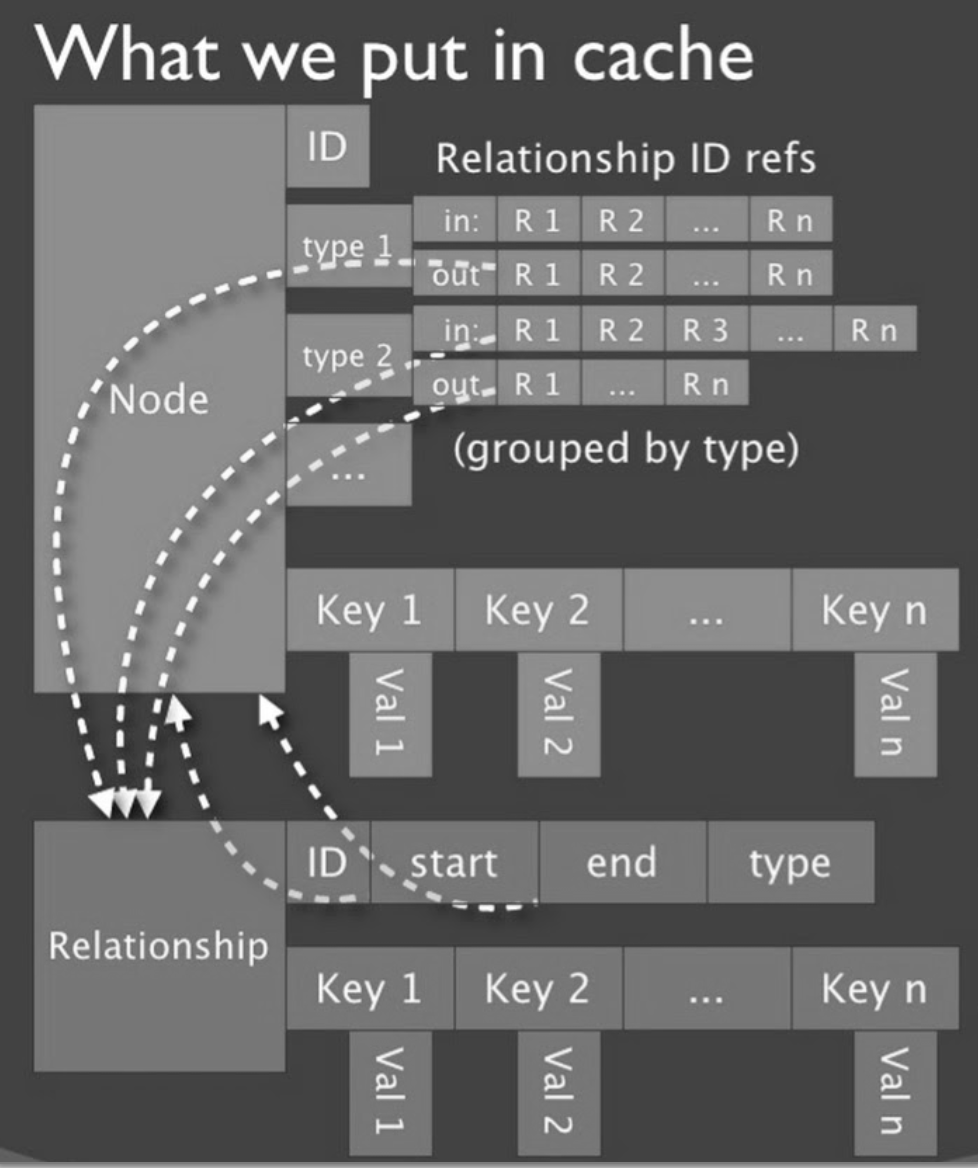 What we put in cache
ID
Relationship ID refs
type 1
in: R 1 R 2 ... R n
out R 1 R 2 ... R n
type 2
in: R 1 R 2 R 3 ... R n
out R 1 ... R n
Node
(grouped by type)
...
Key 1 Key 2 ... Key n
Val 1 Val 2 Val n
ID start end type
Relationship
Key 1 Key 2 ... Key n
Val 1 Val 2 Val n